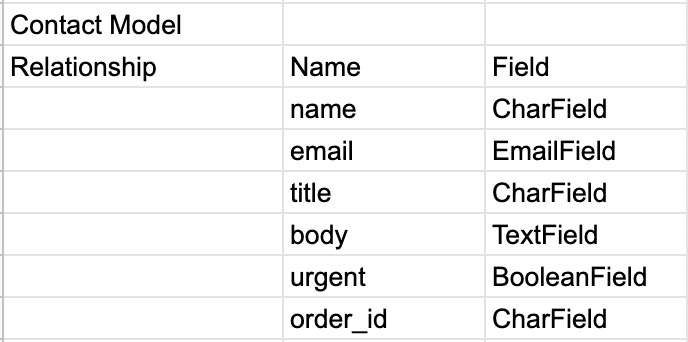 Contact Model
Relationship Name Field
name CharField
email EmailField
title CharField
body TextField
urgent BooleanField
order_id CharField